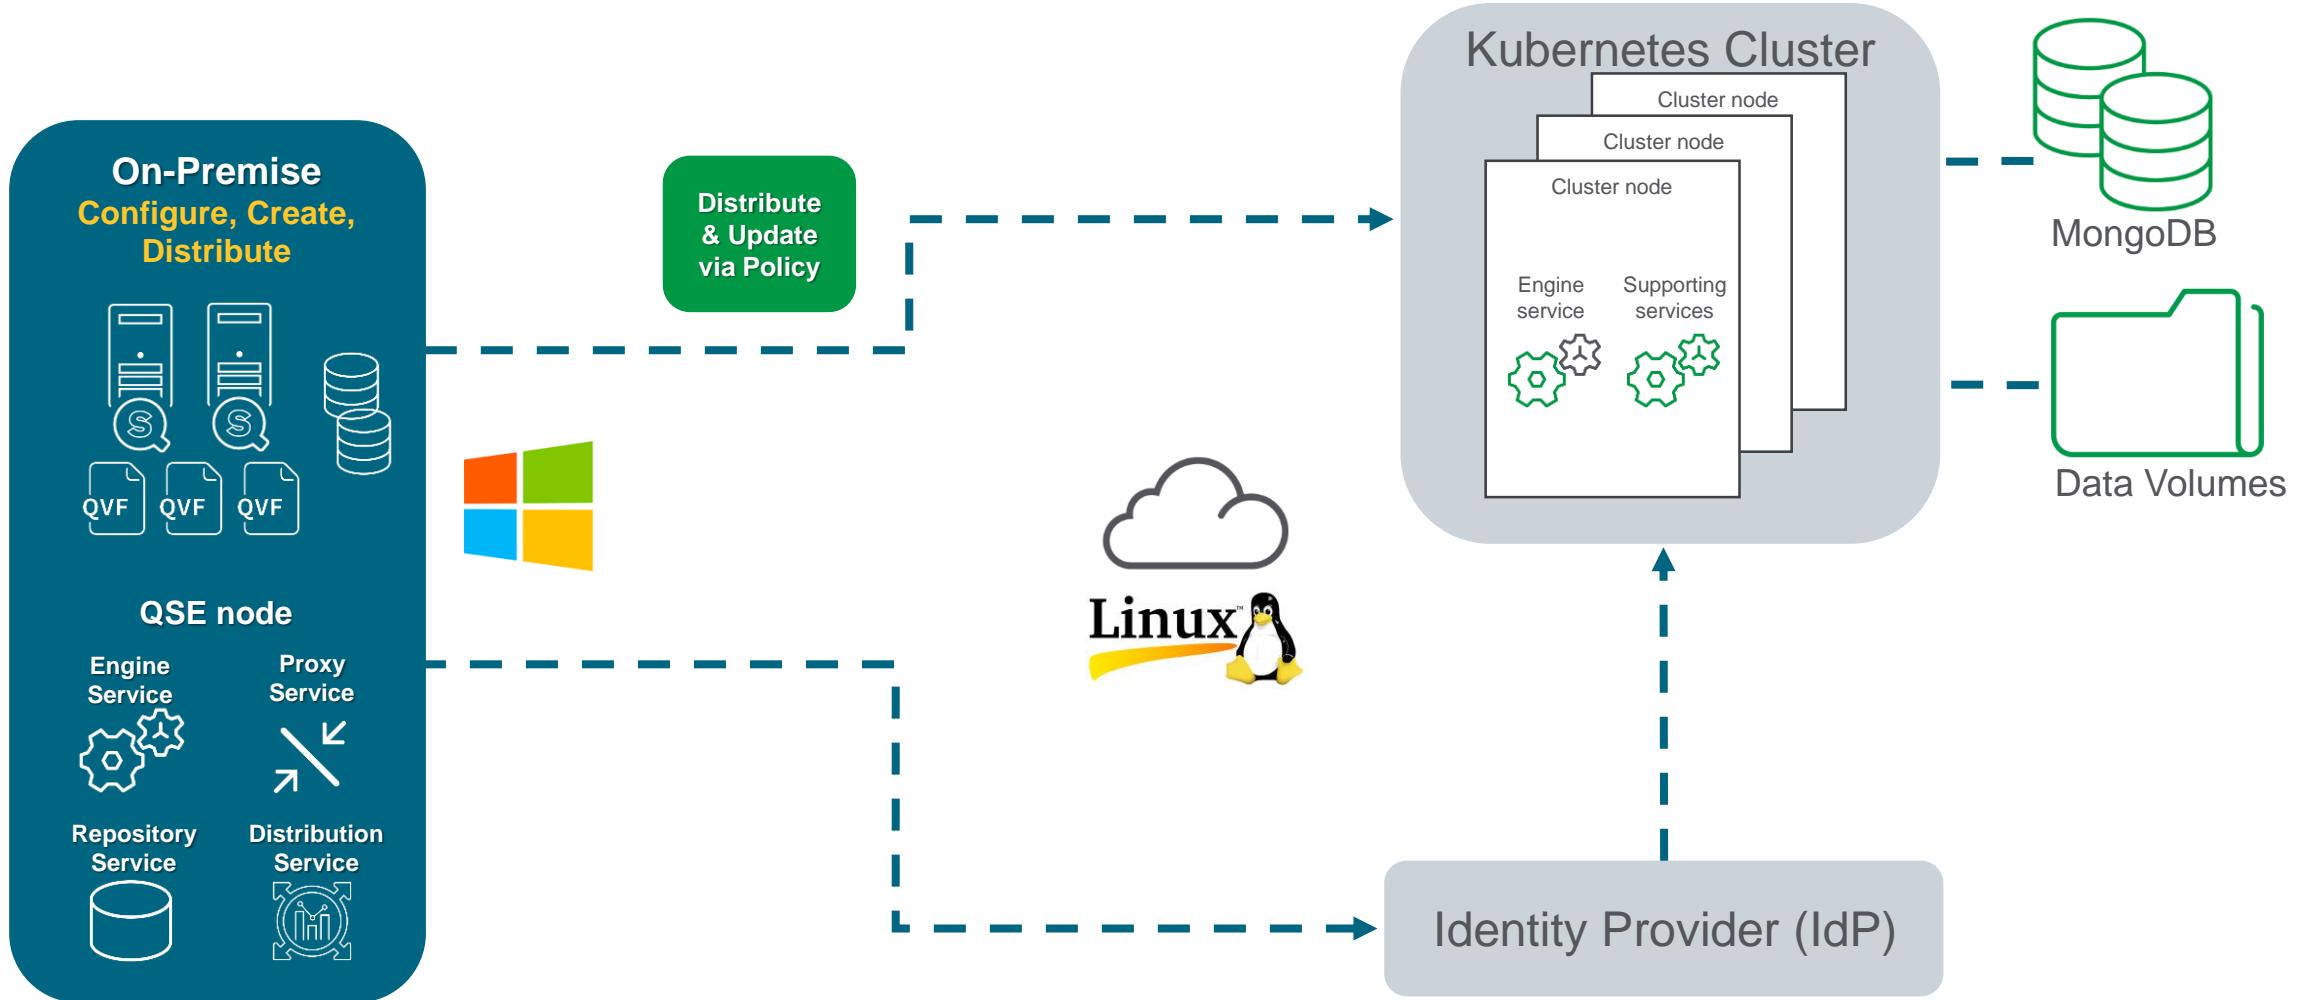 On-Premise
Configure, Create,
Distribute
QVF
QVF
QVF
QSE node
Engine
Service
Proxy
Service
Repository
Service
Distribution
Service
Distribute
& Update
via Policy
Linux™
Kubernetes Cluster
Cluster node
Cluster node
Cluster node
Engine
service
Supporting
services
MongoDB
Data Volumes
Identity Provider (IdP)